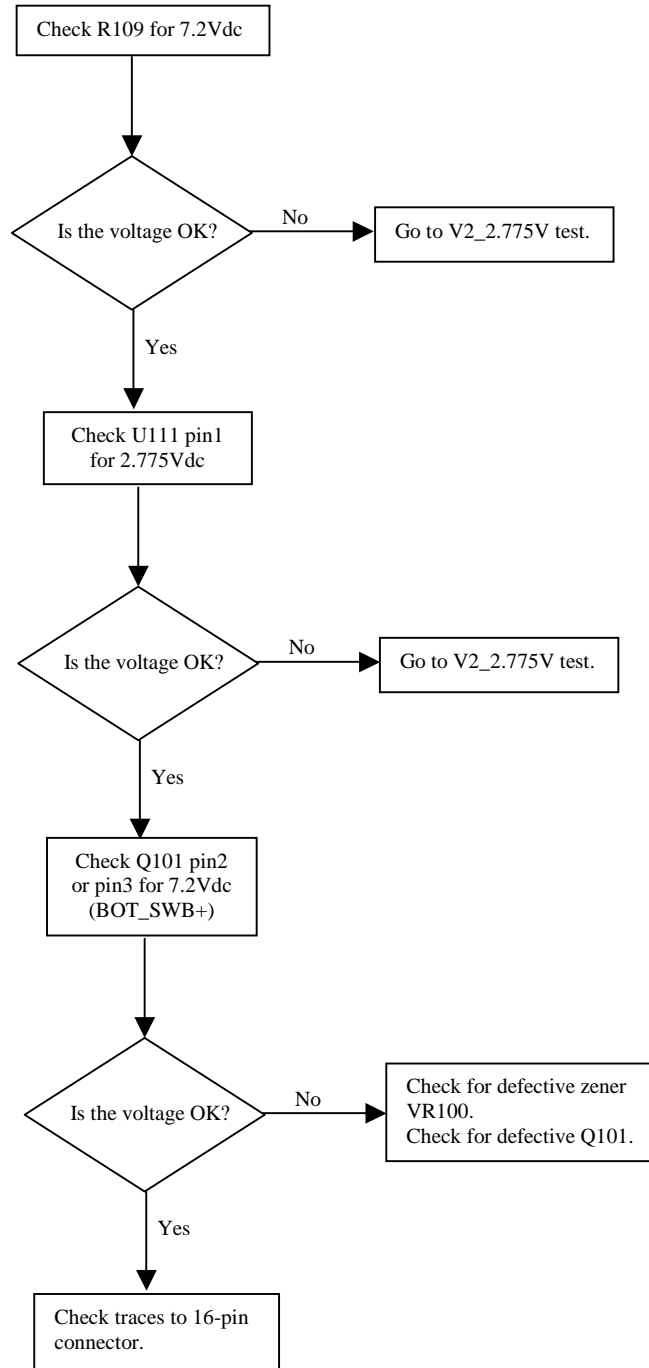 Check R109 for 7.2Vdc
Is the voltage OK?
No
Go to V2_2.775V test.
Yes
Check U111 pin1
for 2.775Vdc
Is the voltage OK?
No
Go to V2_2.775V test.
Yes
Check Q101 pin2
or pin3 for 7.2Vdc
(BOT_SWB+)
Is the voltage OK?
No
Check for defective zener
VR100.
Check for defective Q101.
Yes
Check traces to 16-pin
connector.